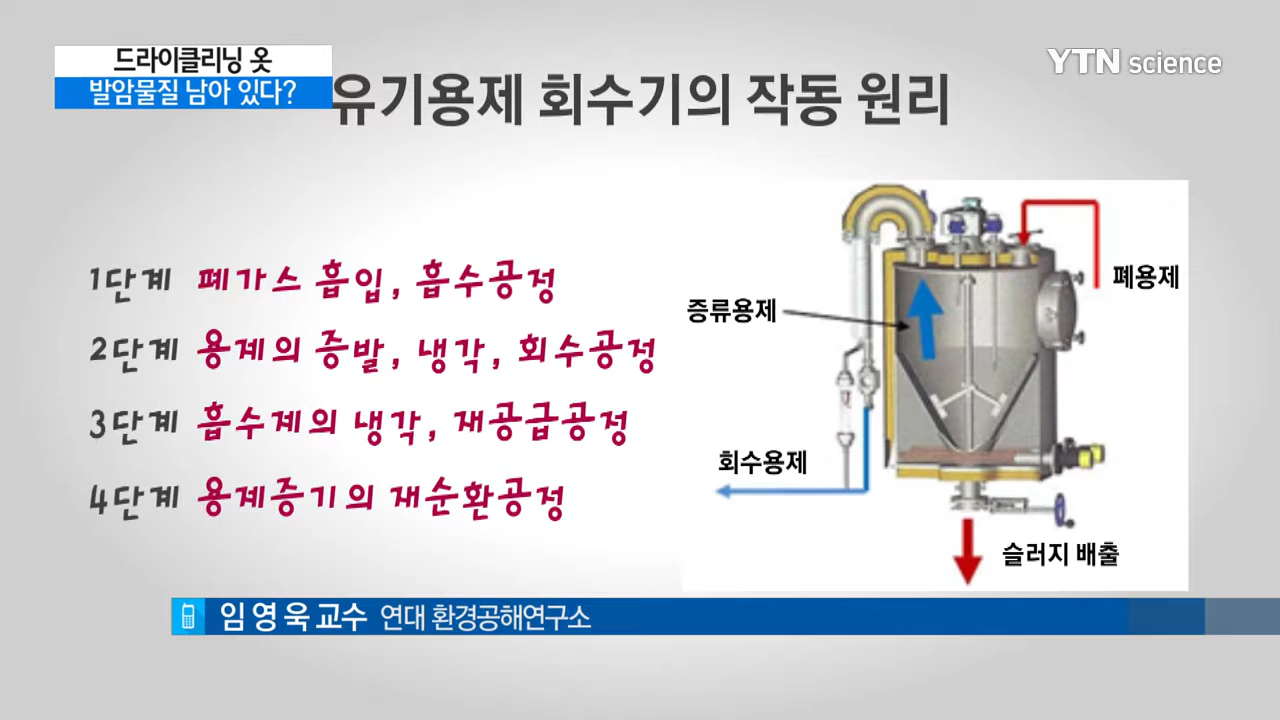 드라이클리닝 옷
발암물질 남아 있다?
YTN science
유기용제 회수기의 작동 원리
1단계 폐가스 흡입, 흡수공정
2단계 용계의 증발, 냉각, 회수공정
3단계 흡수계의 냉각, 재공급공정
4단계 용계증기의 재순환공정
폐용제
증류용제
회수용제
슬러지 배출
임영욱 교수 연대 환경공해연구소